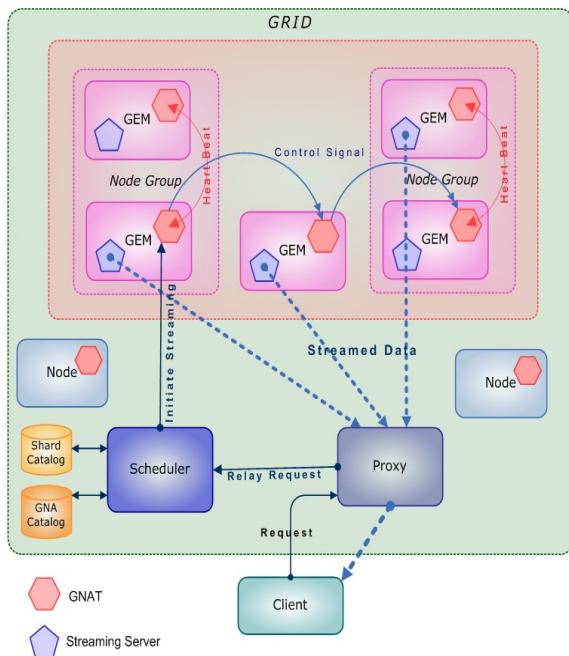 GRID
GEM
GEM
Heart Beat
Control Signal
Heart Beat
Node Group
Node Group
GEM
GEM
GEM
Initiate Streaming
Streamed Data
Node
Node
Shard
Catalog
Scheduler
Proxy
Relay Request
GNA
Catalog
Request
Client
GNAT
Streaming Server